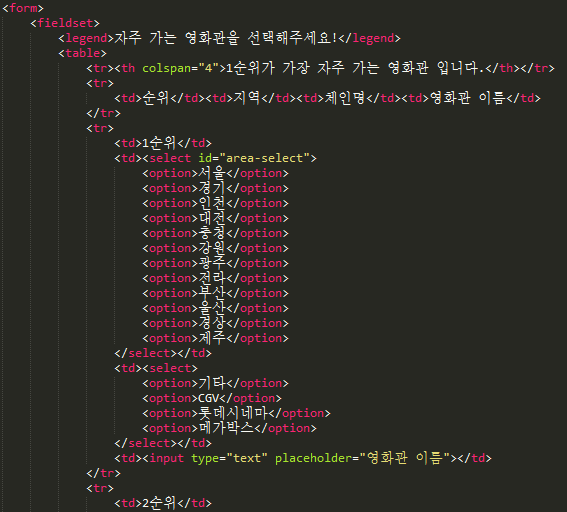 <form>
<fieldset>
<legend>자주 가는 영화관을 선택해주세요!</legend>
<table>
<tr><th colspan="4">1순위가 가장 자주 가는 영화관 입니다.</th></tr>
<tr>
<td>순위</td><td>지역</td><td>체인명</td><td>영화관 이름</td>
</tr>
<tr>
<td>1순위</td>
<td><select id="area-select">
<option>서울</option>
<option>경기</option>
<option>인천</option>
<option>대전</option>
<option>충청</option>
<option>강원</option>
<option>광주</option>
<option>전라</option>
<option>부산</option>
<option>울산</option>
<option>경상</option>
<option>제주</option>
</select></td>
<td><select>
<option>기타</option>
<option>CGV</option>
<option>롯데시네마</option>
<option>메가박스</option>
</select></td>
<td><input type="text" placeholder="영화관 이름"></td>
</tr>
<tr>
<td>2순위</td>